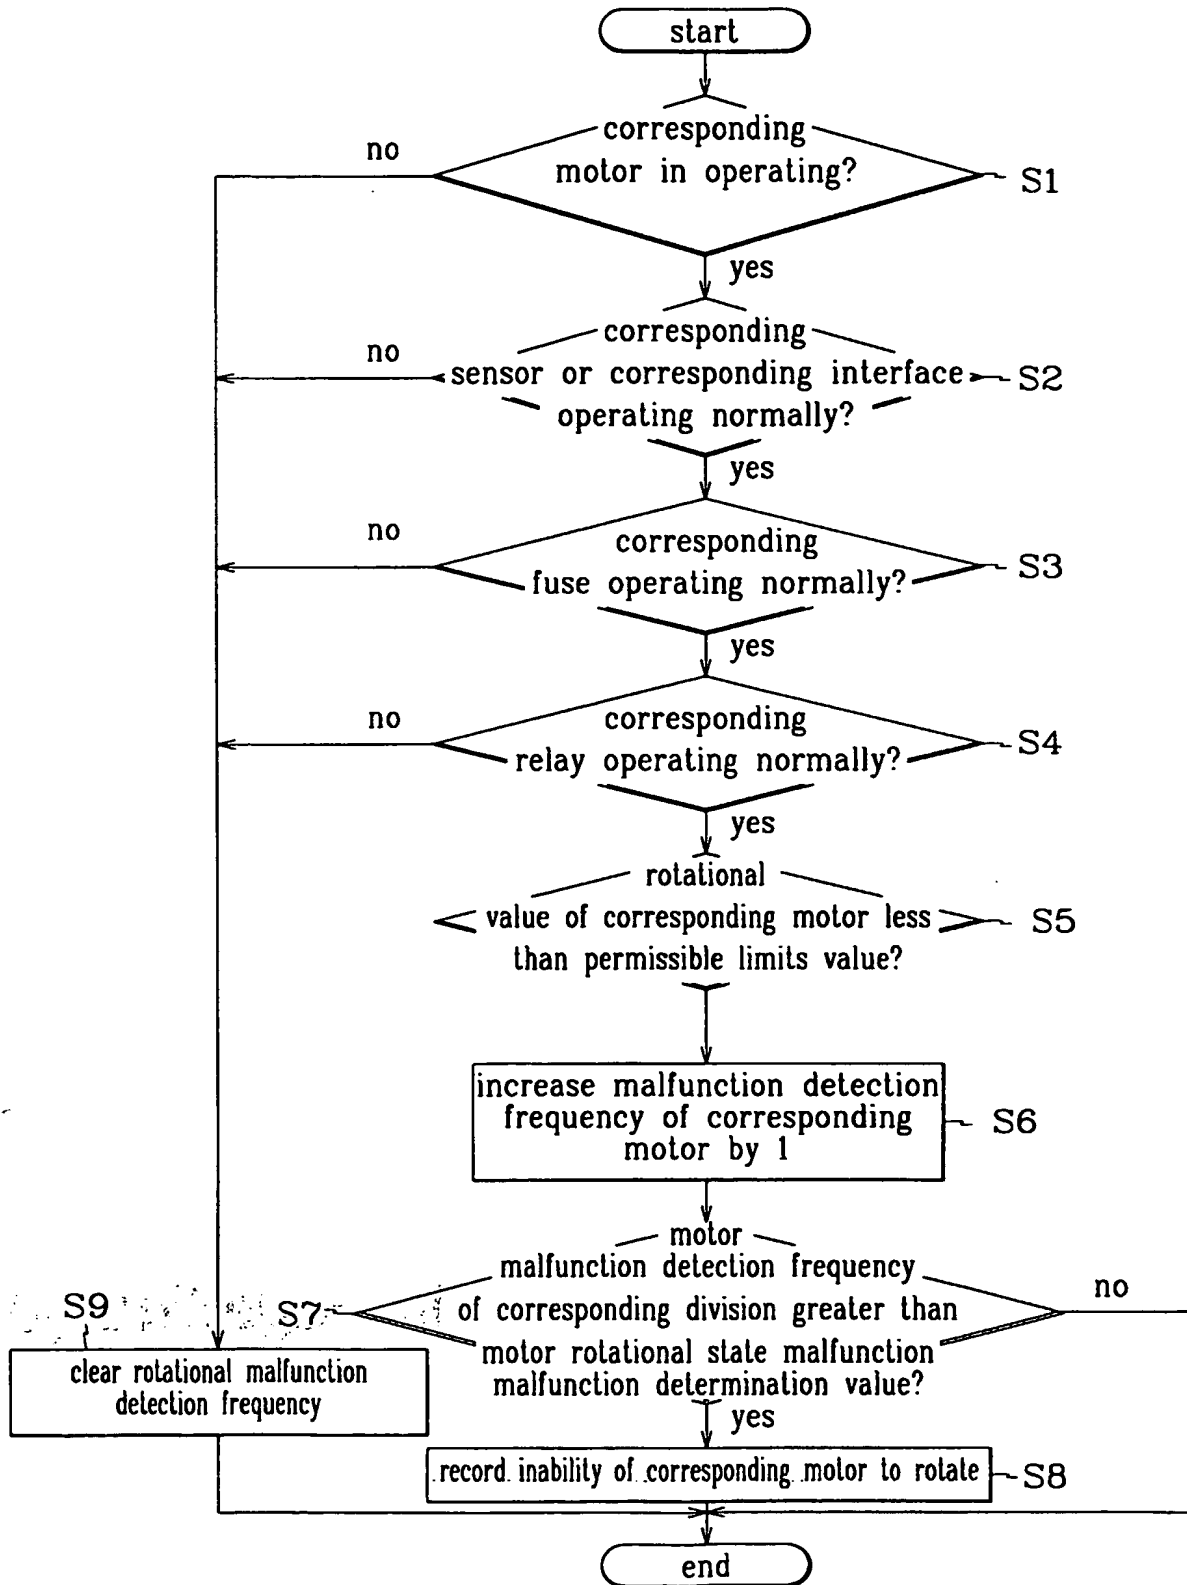 start
corresponding
motor in operating?
no
S1
yes
corresponding
sensor or corresponding interface
operating normally?
no
S2
yes
corresponding
fuse operating normally?
no
S3
yes
corresponding
relay operating normally?
no
S4
yes
rotational
value of corresponding motor less
than permissible limits value?
S5
increase malfunction detection
frequency of corresponding
motor by 1
S6
motor
malfunction detection frequency
of corresponding division greater than
motor rotational state malfunction
malfunction determination value?
S7
no
yes
S9
clear rotational malfunction
detection frequency
record inability of corresponding motor to rotate
S8
end